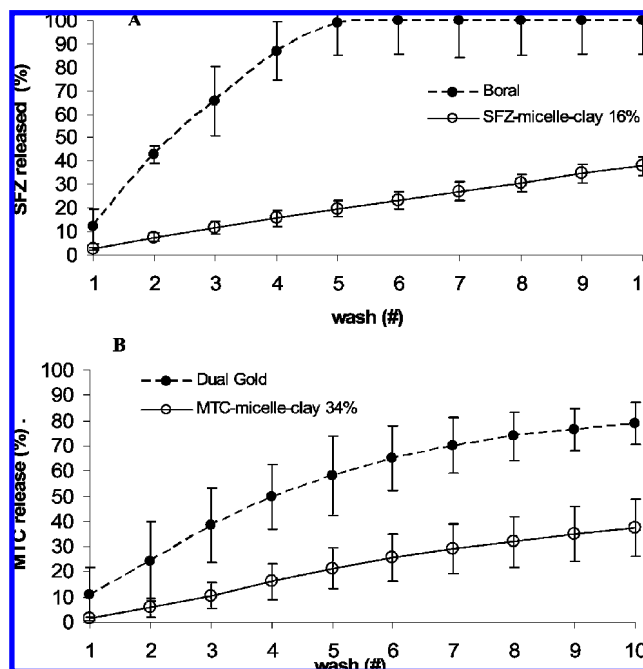 A
100
90
80
70
60
50
40
30
20
10
0
SFZ released (%)
Boral
SFZ-micelle-clay 16%
1 2 3 4 5 6 7 8 9 1
wash (#)
B
100
90
80
70
60
50
40
30
20
10
0
MTC release (%) .
Dual Gold
MTC-micelle-clay 34%
1 2 3 4 5 6 7 8 9 10
wash (#)